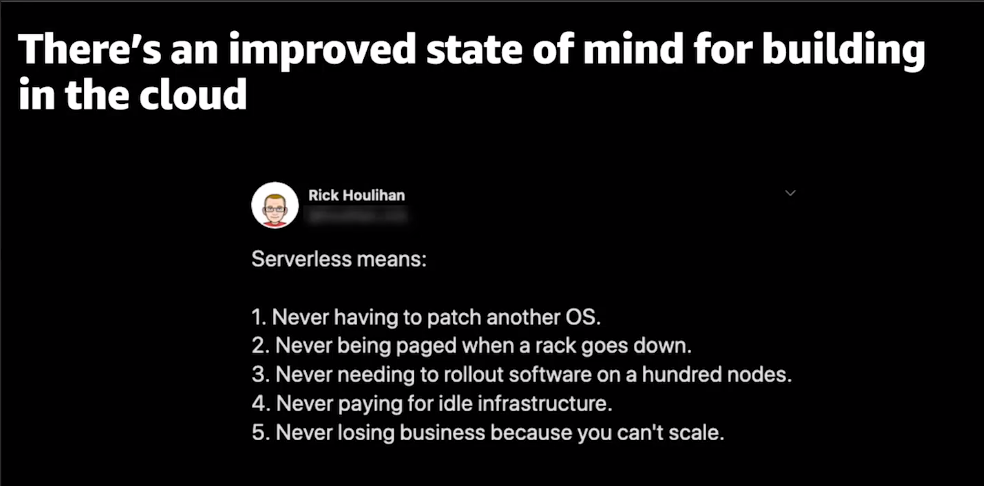 There’s an improved state of mind for building
in the cloud
Rick Houlihan
Serverless means:
1. Never having to patch another OS.
2. Never being paged when a rack goes down.
3. Never needing to rollout software on a hundred nodes.
4. Never paying for idle infrastructure.
5. Never losing business because you can't scale.